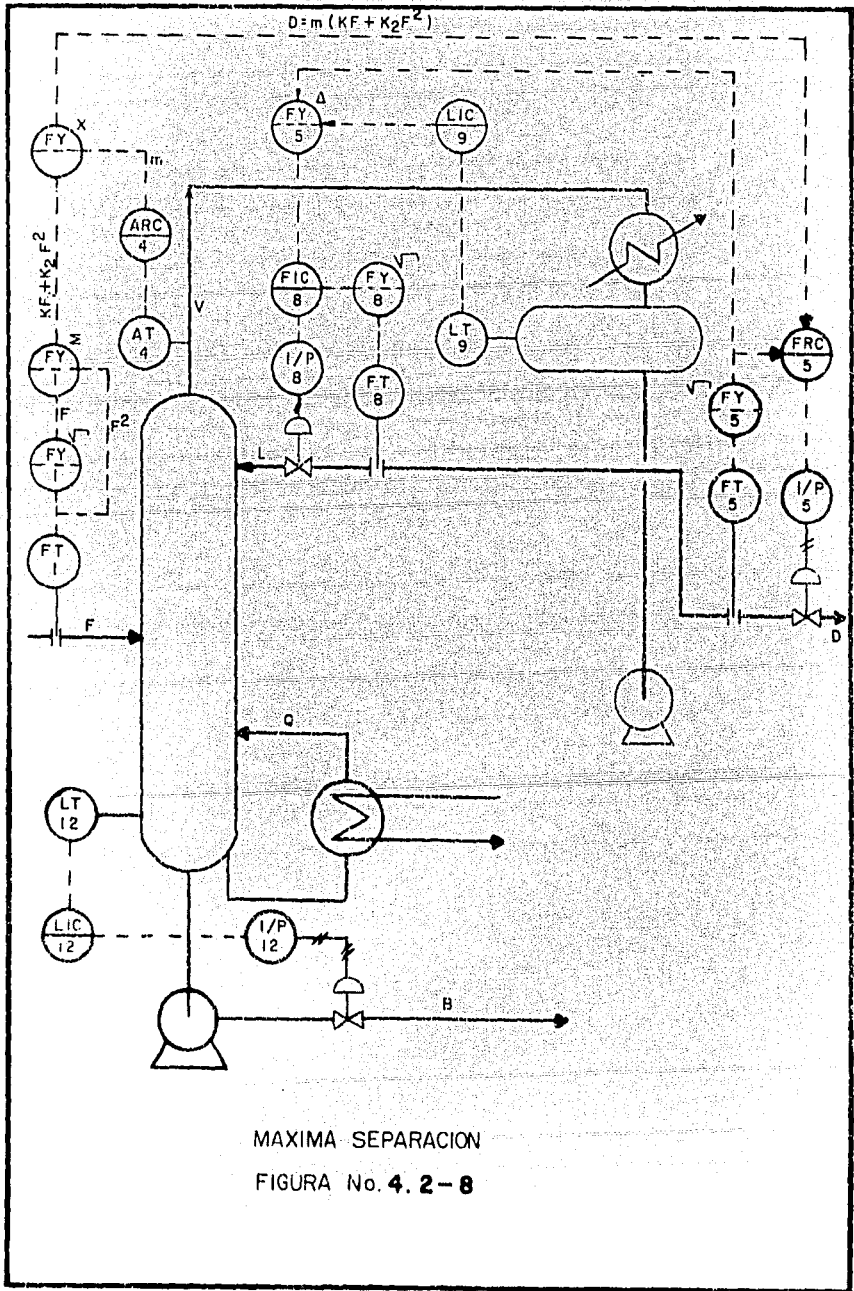 D=m(KF+K₂F²)
FY
X
m
ARC
4
AT
4
KF+K₂F²
FY
1
M
F
F²
FY
1
√
FT
1
F
V
FY
5
Δ
LIC
9
FIC
8
FY
8
√
I/P
8
FT
8
LT
9
L
FRC
5
√
FY
5
FT
5
I/P
5
D
Q
LT
12
LIC
12
I/P
12
B
MAXIMA SEPARACION
FIGURA No. 4.2-8